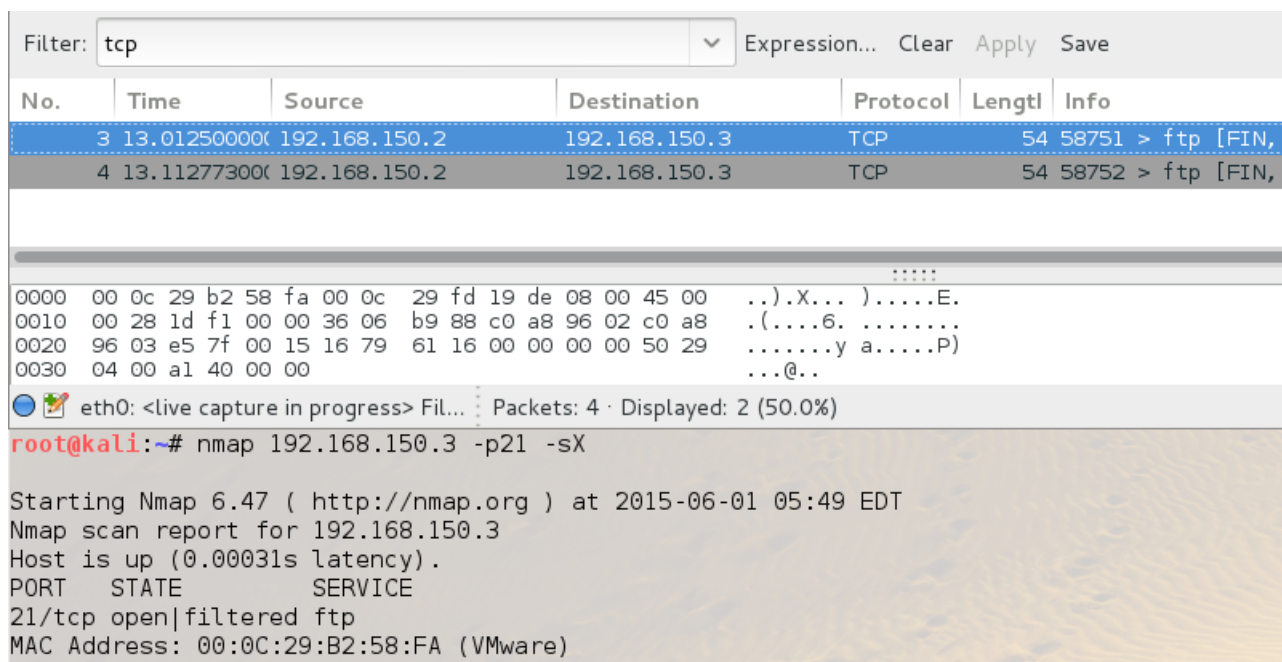 Filter: tcp Expression... Clear Apply Save
No. Time Source Destination Protocol Lengtl Info
3 13.01250000( 192.168.150.2 192.168.150.3 TCP 54 58751 > ftp [FIN,
4 13.11277300( 192.168.150.2 192.168.150.3 TCP 54 58752 > ftp [FIN,
0000 00 0c 29 b2 58 fa 00 0c 29 fd 19 de 08 00 45 00 ..).X... ).....E.
0010 00 28 1d f1 00 00 36 06 b9 88 c0 a8 96 02 c0 a8 .(....6. ........
0020 96 03 e5 7f 00 15 16 79 61 16 00 00 00 00 50 29 .......y a.....P)
0030 04 00 a1 40 00 00 ...@..
eth0: <live capture in progress> Fil... Packets: 4 · Displayed: 2 (50.0%)
root@kali:~# nmap 192.168.150.3 -p21 -sX
Starting Nmap 6.47 ( http://nmap.org ) at 2015-06-01 05:49 EDT
Nmap scan report for 192.168.150.3
Host is up (0.00031s latency).
PORT STATE SERVICE
21/tcp open|filtered ftp
MAC Address: 00:0C:29:B2:58:FA (VMware)